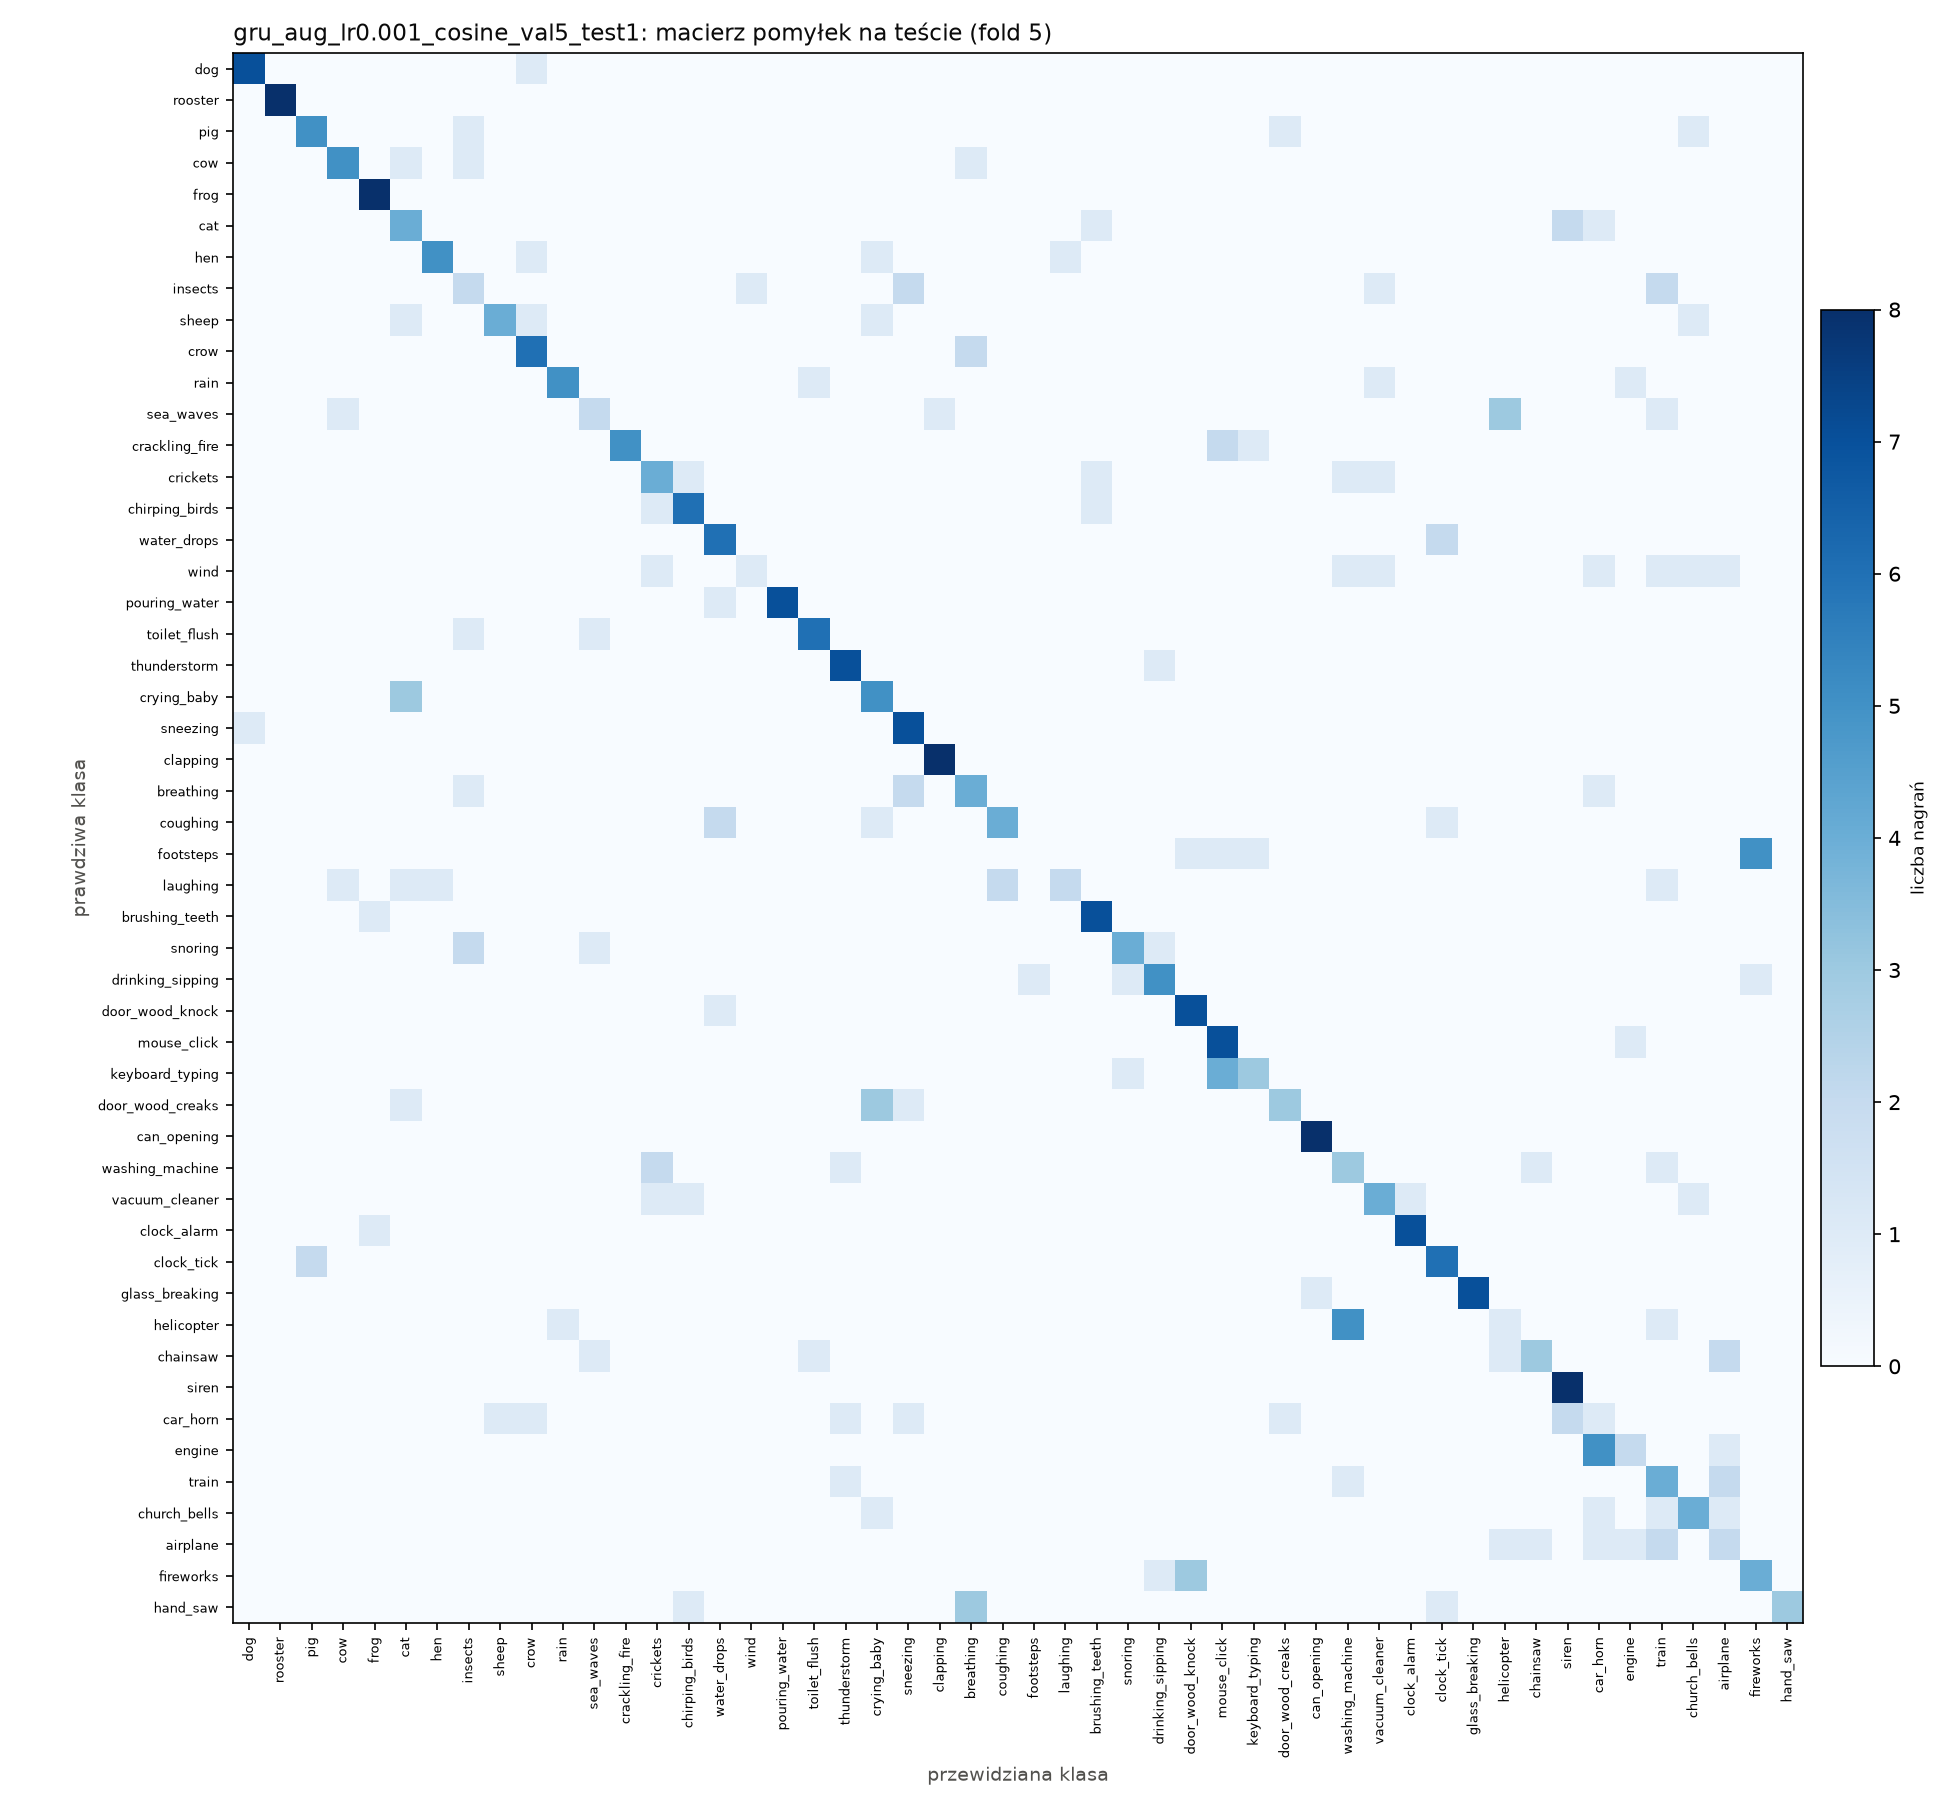 gru_aug_lr0.001_cosine_val5_test1: macierz pomyłek na teście (fold 5)
prawdziwa klasa
dog
rooster
pig
cow
frog
cat
hen
insects
sheep
crow
rain
sea_waves
crackling_fire
crickets
chirping_birds
water_drops
wind
pouring_water
toilet_flush
thunderstorm
crying_baby
sneezing
clapping
breathing
coughing
footsteps
laughing
brushing_teeth
snoring
drinking_sipping
door_wood_knock
mouse_click
keyboard_typing
door_wood_creaks
can_opening
washing_machine
vacuum_cleaner
clock_alarm
clock_tick
glass_breaking
helicopter
chainsaw
siren
car_horn
engine
train
church_bells
airplane
fireworks
hand_saw
dog
rooster
pig
cow
frog
cat
hen
insects
sheep
crow
rain
sea_waves
crackling_fire
crickets
chirping_birds
water_drops
wind
pouring_water
toilet_flush
thunderstorm
crying_baby
sneezing
clapping
breathing
coughing
footsteps
laughing
brushing_teeth
snoring
drinking_sipping
door_wood_knock
mouse_click
keyboard_typing
door_wood_creaks
can_opening
washing_machine
vacuum_cleaner
clock_alarm
clock_tick
glass_breaking
helicopter
chainsaw
siren
car_horn
engine
train
church_bells
airplane
fireworks
hand_saw
przewidziana klasa
8
7
6
5
4
3
2
1
0
liczba nagrań